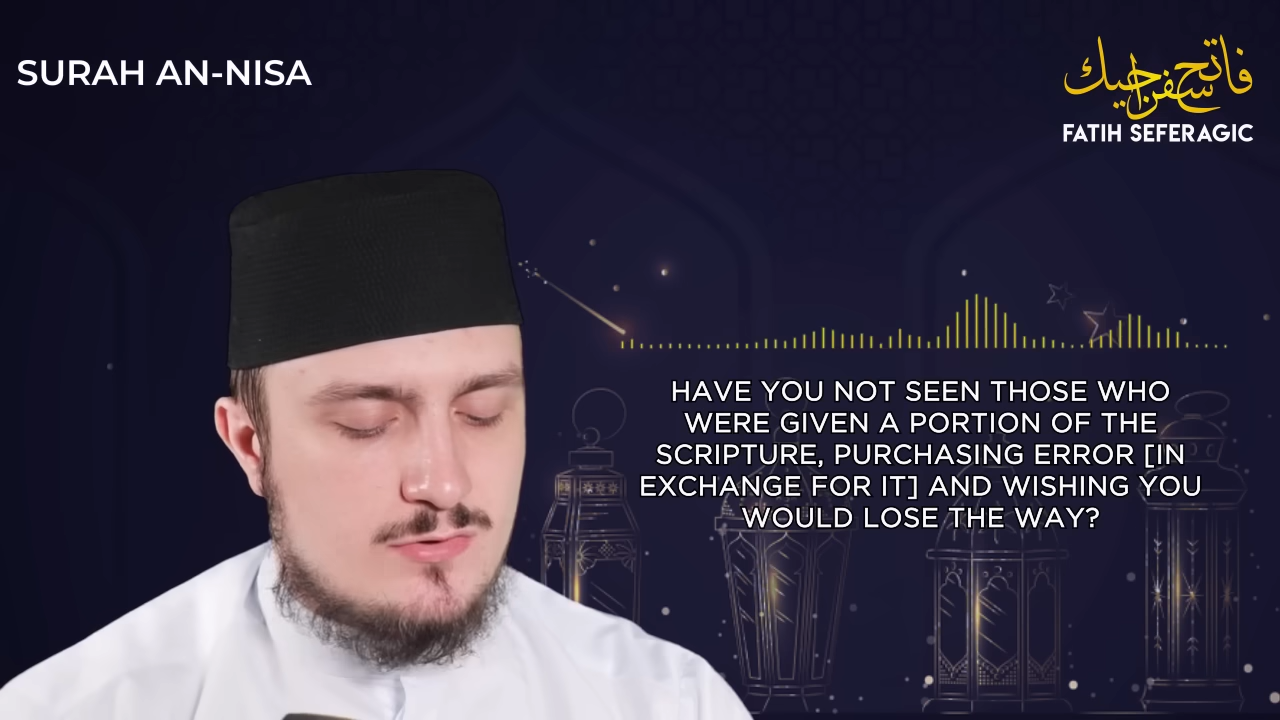 SURAH AN-NISA
فاتح سفراجيك
FATIH SEFERAGIC
HAVE YOU NOT SEEN THOSE WHO
WERE GIVEN A PORTION OF THE
SCRIPTURE, PURCHASING ERROR [IN
EXCHANGE FOR IT] AND WISHING YOU
WOULD LOSE THE WAY?